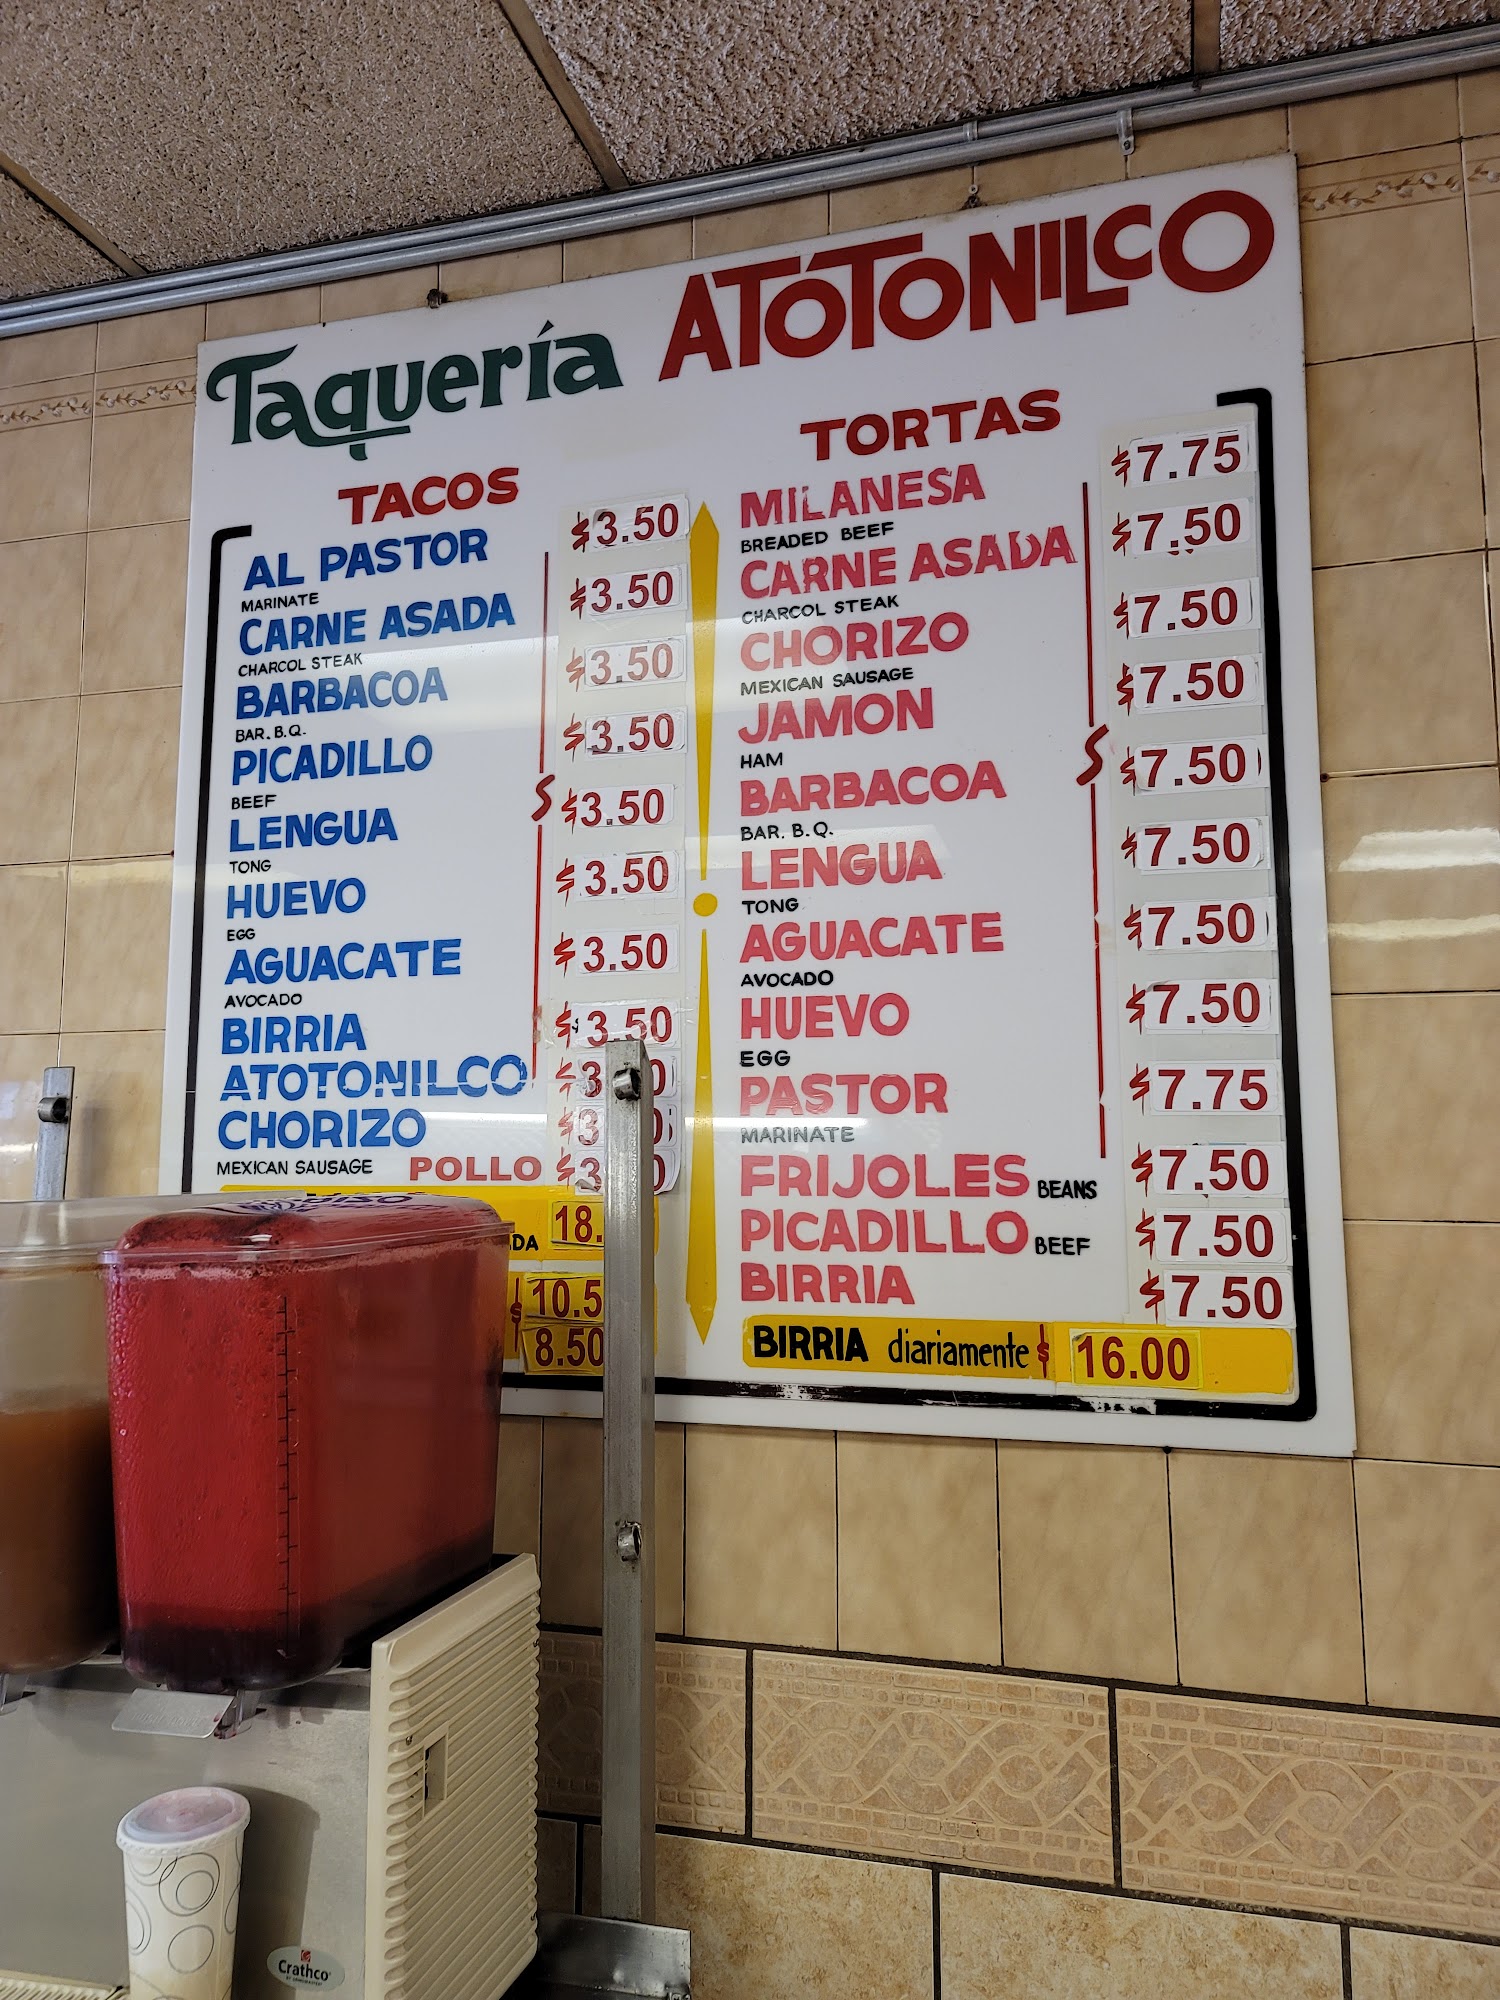 Taquería ATOTONILCO
TACOS
AL PASTOR $3.50
MARINATE
CARNE ASADA $3.50
CHARCOL STEAK
BARBACOA $3.50
BAR. B.Q.
PICADILLO $3.50
BEEF
LENGUA $3.50
TONG
HUEVO $3.50
EGG
AGUACATE $3.50
AVOCADO
BIRRIA $3.50
ATOTONILCO
CHORIZO
MEXICAN SAUSAGE POLLO
18.
10.5
8.50
TORTAS
MILANESA $7.75
BREADED BEEF
CARNE ASADA $7.50
CHARCOL STEAK
CHORIZO $7.50
MEXICAN SAUSAGE
JAMON $7.50
HAM
BARBACOA $7.50
BAR. B.Q.
LENGUA $7.50
TONG
AGUACATE $7.50
AVOCADO
HUEVO $7.50
EGG
PASTOR $7.75
MARINATE
FRIJOLES BEANS $7.50
PICADILLO BEEF $7.50
BIRRIA $7.50
BIRRIA diariamente $16.00
Crathco